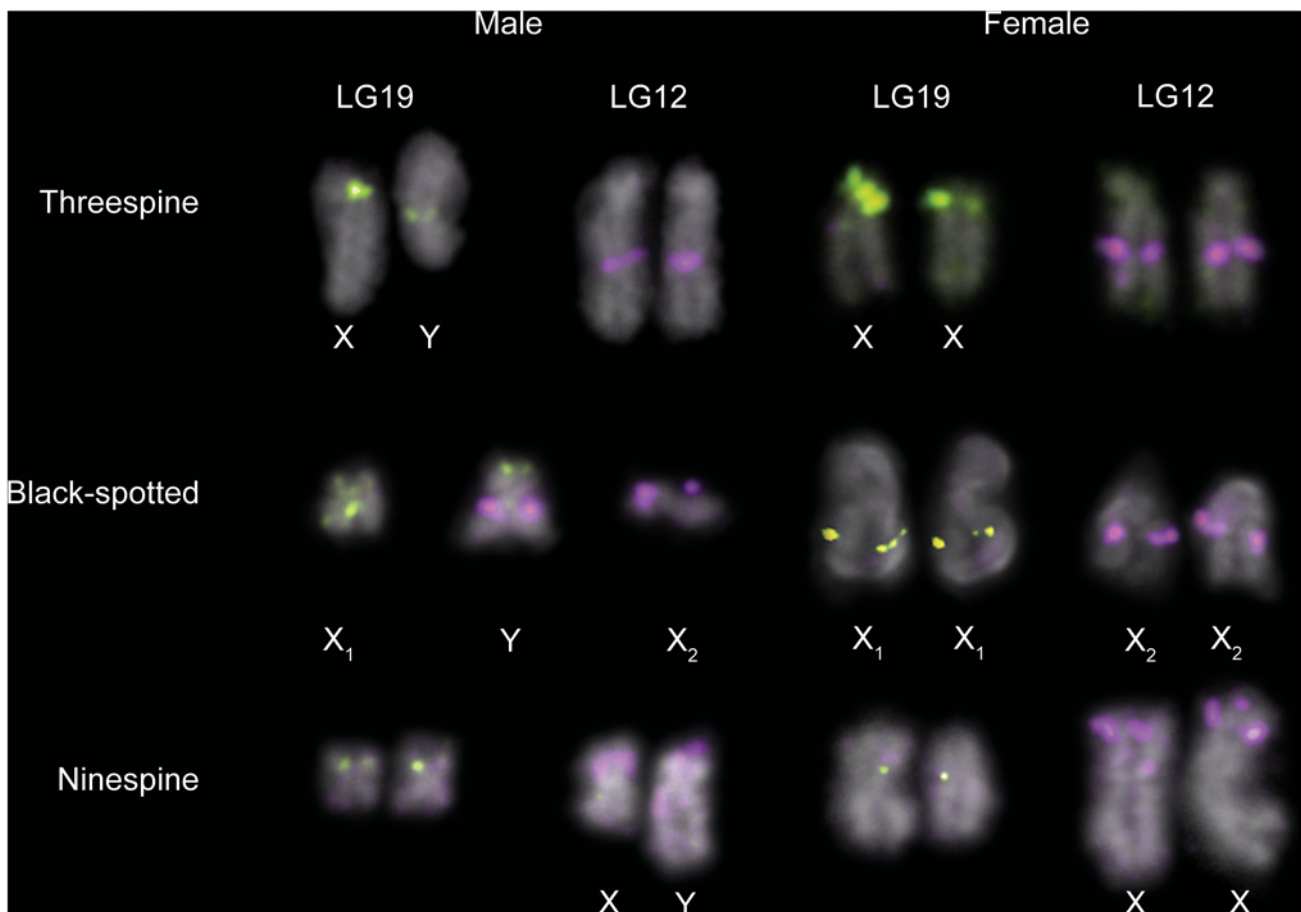 Male Female
LG19 LG12 LG19 LG12
Threespine
X Y X X
Black-spotted
X₁ Y X₂ X₁ X₁ X₂ X₂
Ninespine
X Y X X